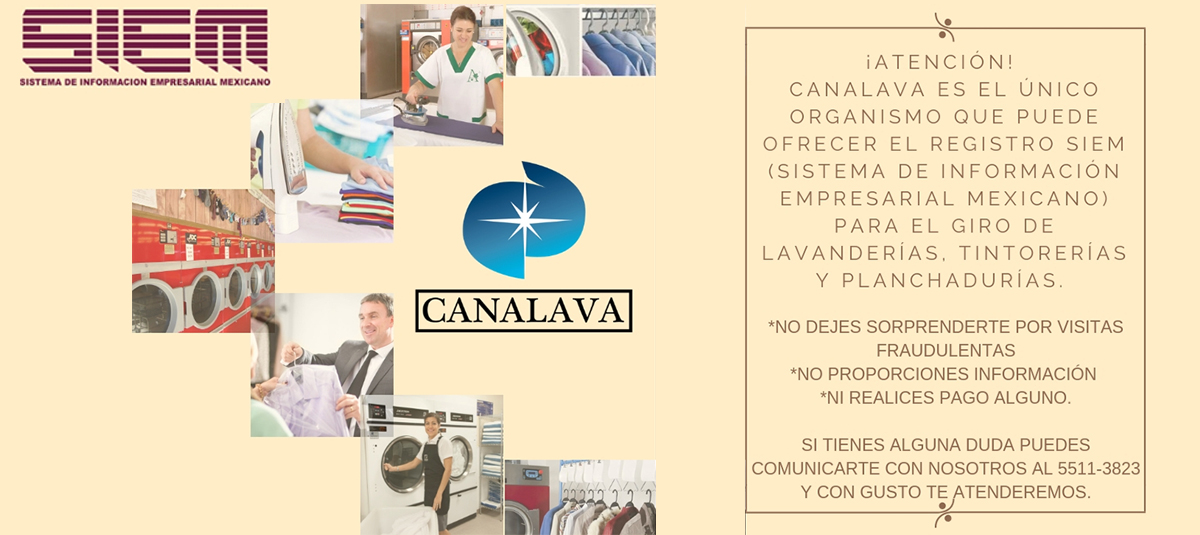 SIEM
SISTEMA DE INFORMACION EMPRESARIAL MEXICANO
CANALAVA
¡ATENCIÓN!
CANALAVA ES EL ÚNICO
ORGANISMO QUE PUEDE
OFRECER EL REGISTRO SIEM
(SISTEMA DE INFORMACIÓN
EMPRESARIAL MEXICANO)
PARA EL GIRO DE
LAVANDERÍAS, TINTORERÍAS
Y PLANCHADURÍAS.
*NO DEJES SORPRENDERTE POR VISITAS
FRAUDULENTAS
*NO PROPORCIONES INFORMACIÓN
*NI REALICES PAGO ALGUNO.
SI TIENES ALGUNA DUDA PUEDES
COMUNICARTE CON NOSOTROS AL 5511-3823
Y CON GUSTO TE ATENDEREMOS.